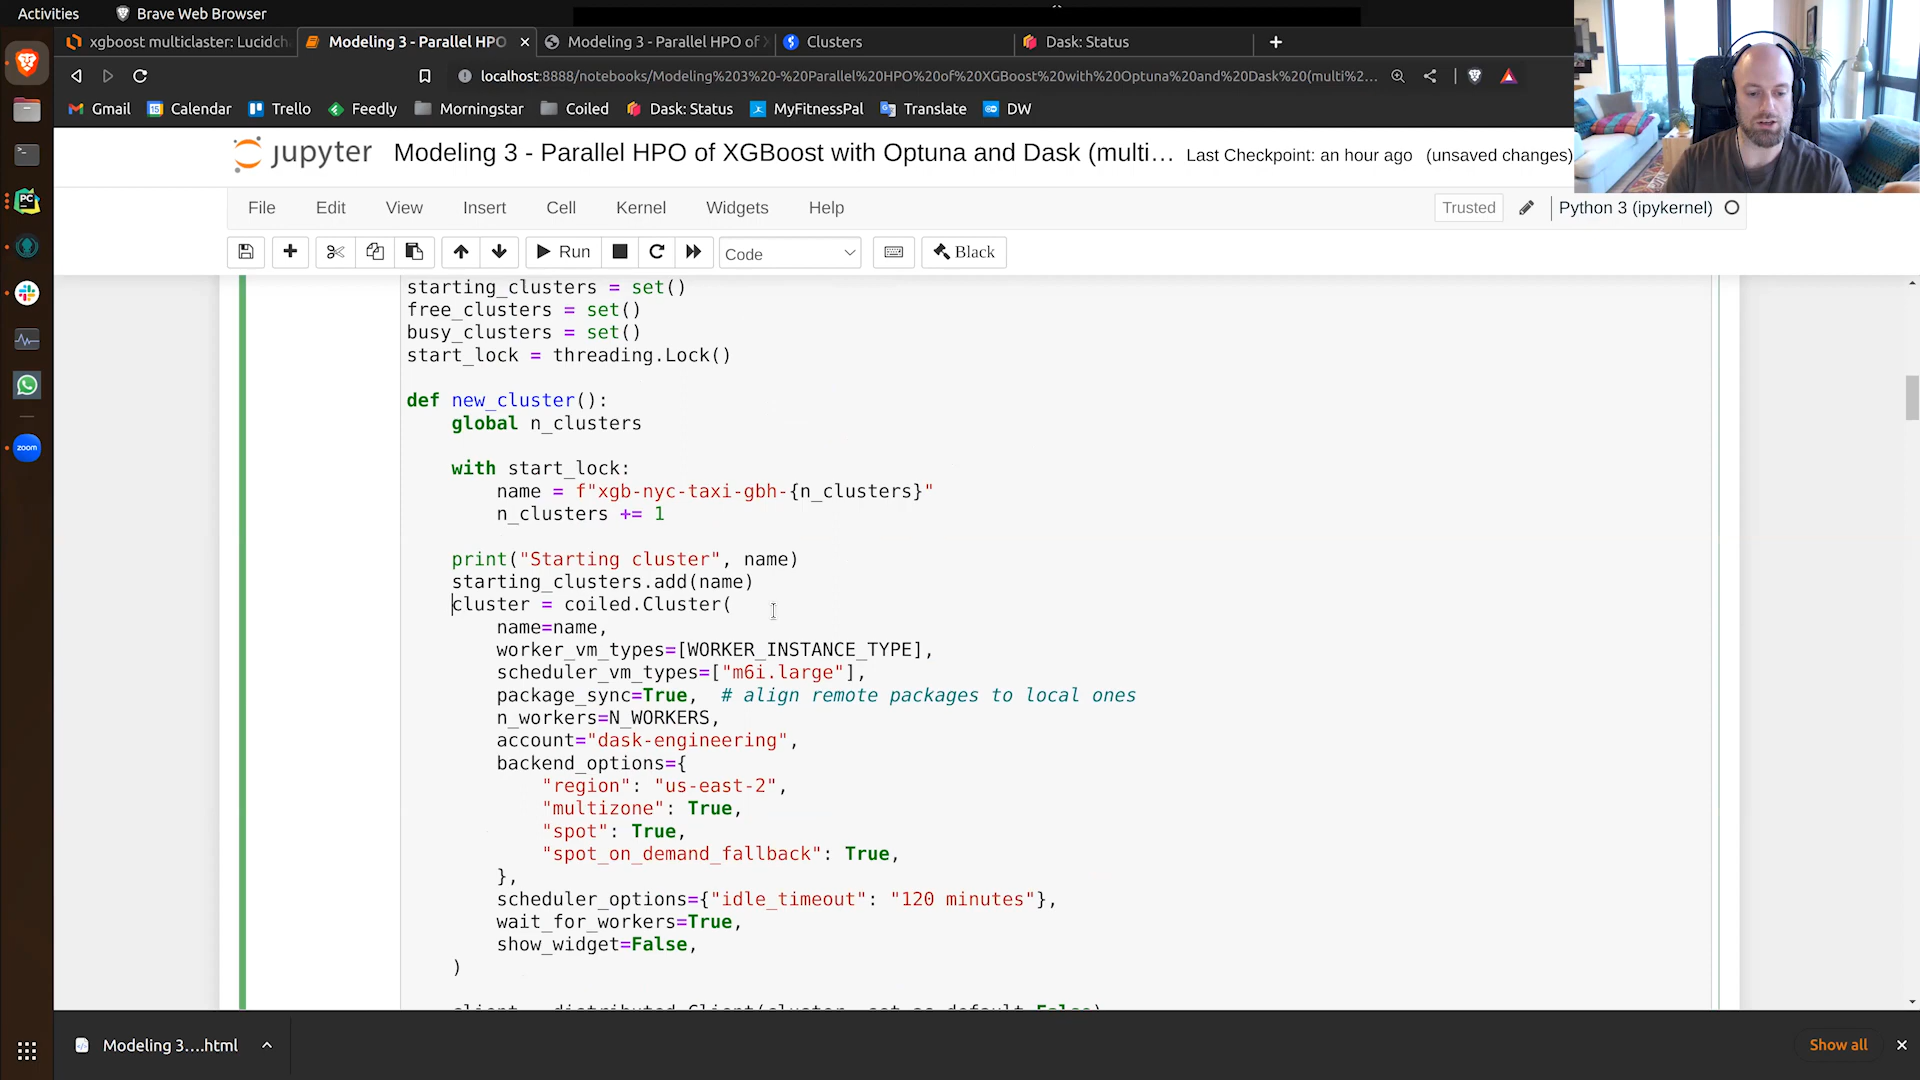 Activities
Brave Web Browser
xgboost multiclaster: Lucidch
Modeling 3 - Parallel HPO
Modeling 3 - Parallel HPO of X
Clusters
Dask: Status
localhost:8888/notebooks/Modeling%203%20-%20Parallel%20HPO%20of%20XGBoost%20with%20Optuna%20and%20Dask%20(multi%2...
Gmail
Calendar
Trello
Feedly
Morningstar
Coiled
Dask: Status
MyFitnessPal
Translate
DW
jupyter
Modeling 3 - Parallel HPO of XGBoost with Optuna and Dask (multi...
Last Checkpoint: an hour ago
(unsaved changes)
File
Edit
View
Insert
Cell
Kernel
Widgets
Help
Trusted
Python 3 (ipykernel)
Run
Code
Black
starting_clusters = set()
free_clusters = set()
busy_clusters = set()
start_lock = threading.Lock()
def new_cluster():
global n_clusters
with start_lock:
name = f"xgb-nyc-taxi-gbh-{n_clusters}"
n_clusters += 1
print("Starting cluster", name)
starting_clusters.add(name)
cluster = coiled.Cluster(
name=name,
worker_vm_types=[WORKER_INSTANCE_TYPE],
scheduler_vm_types=["m6i.large"],
package_sync=True,  # align remote packages to local ones
n_workers=N_WORKERS,
account="dask-engineering",
backend_options={
"region": "us-east-2",
"multizone": True,
"spot": True,
"spot_on_demand_fallback": True,
},
scheduler_options={"idle_timeout": "120 minutes"},
wait_for_workers=True,
show_widget=False,
)
client = distributed.Client(cluster, set_as_default=False)
zoom
Modeling 3....html
Show all